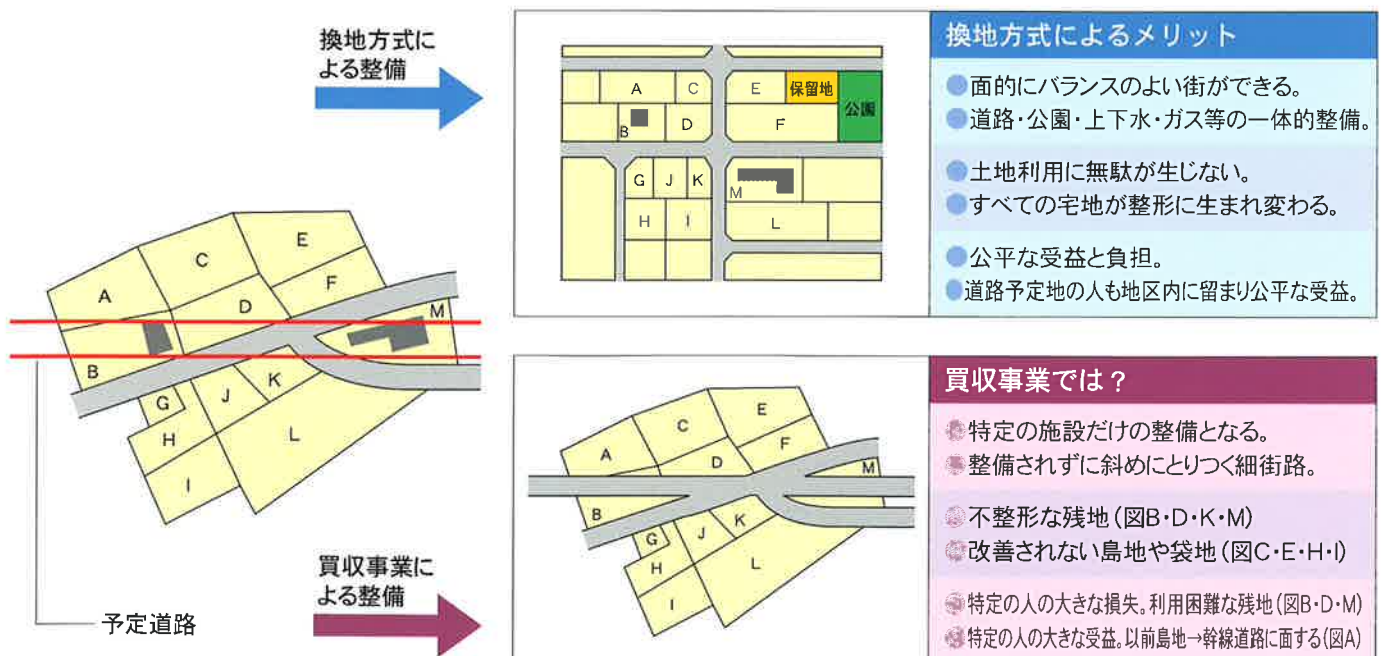 換地方式に
よる整備
A
C
E
保留地
公園
B
D
F
G
J
K
M
H
I
L
換地方式によるメリット
面的にバランスのよい街ができる。
道路・公園・上下水・ガス等の一体的整備。
土地利用に無駄が生じない。
すべての宅地が整形に生まれ変わる。
公平な受益と負担。
道路予定地の人も地区内に留まり公平な受益。
E
C
A
F
D
M
B
K
J
G
H
L
I
予定道路
買収事業に
よる整備
E
C
A
F
D
M
B
K
J
G
H
L
I
買収事業では？
特定の施設だけの整備となる。
整備されずに斜めにとりつく細街路。
不整形な残地（図B・D・K・M）
改善されない島地や袋地（図C・E・H・I）
特定の人の大きな損失。利用困難な残地（図B・D・M）
特定の人の大きな受益。以前島地→幹線道路に面する（図A）